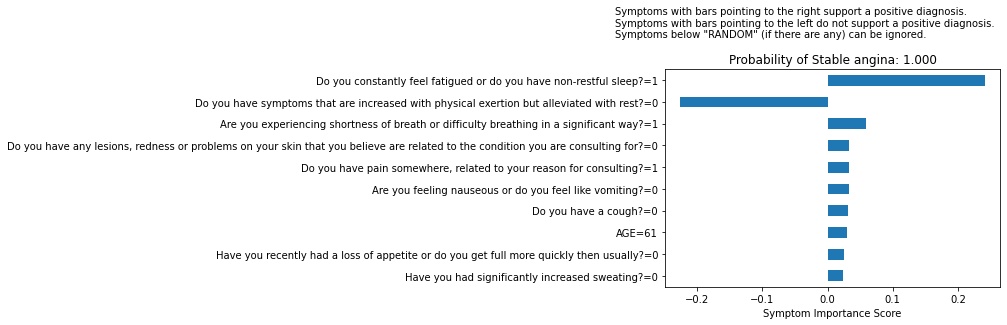 Symptoms with bars pointing to the right support a positive diagnosis.
Symptoms with bars pointing to the left do not support a positive diagnosis.
Symptoms below "RANDOM" (if there are any) can be ignored.
Probability of Stable angina: 1.000
Do you constantly feel fatigued or do you have non-restful sleep?=1
Do you have symptoms that are increased with physical exertion but alleviated with rest?=0
Are you experiencing shortness of breath or difficulty breathing in a significant way?=1
Do you have any lesions, redness or problems on your skin that you believe are related to the condition you are consulting for?=0
Do you have pain somewhere, related to your reason for consulting?=1
Are you feeling nauseous or do you feel like vomiting?=0
Do you have a cough?=0
AGE=61
Have you recently had a loss of appetite or do you get full more quickly then usually?=0
Have you had significantly increased sweating?=0
−0.2 −0.1 0.0 0.1 0.2
Symptom Importance Score